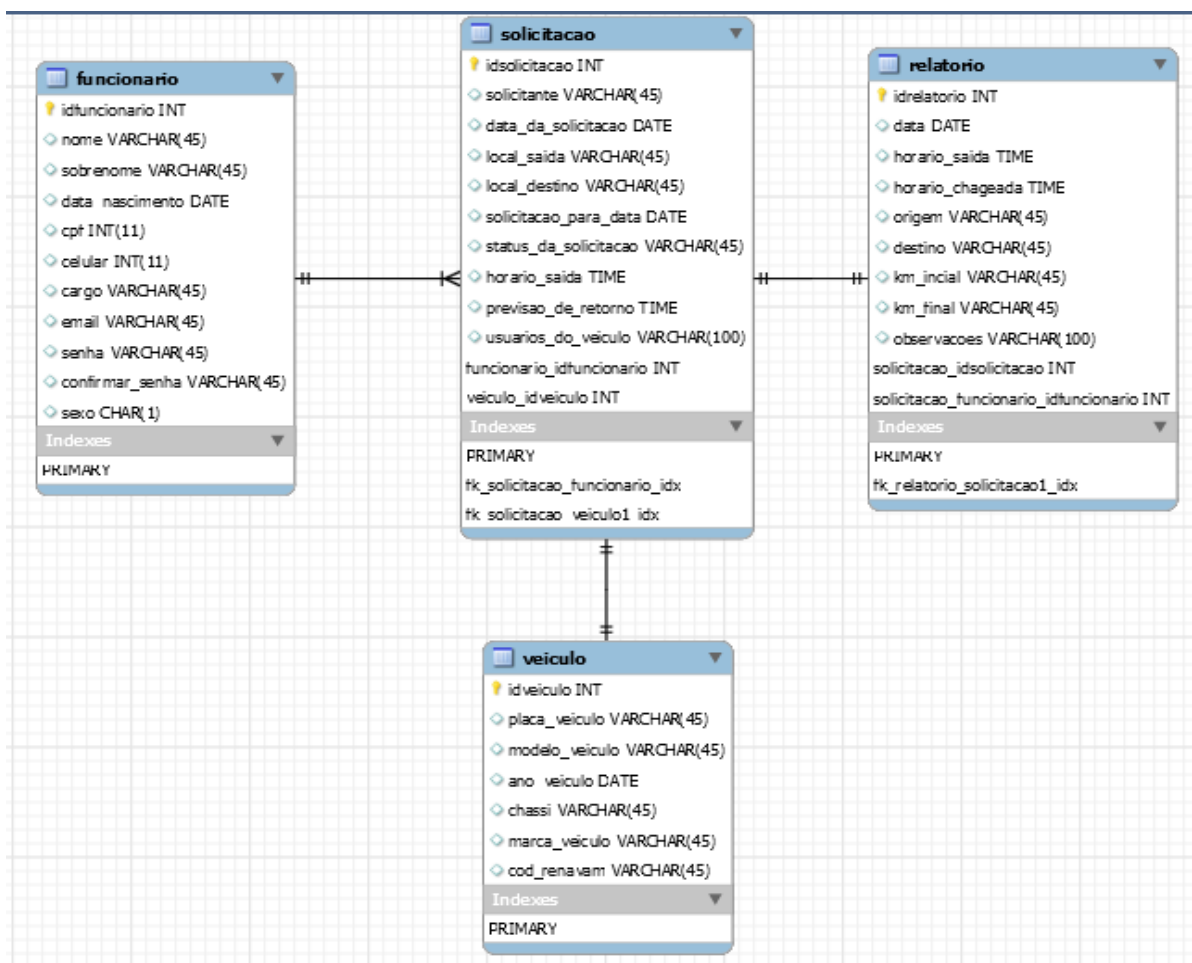 funcionario
idfuncionario INT
nome VARCHAR(45)
sobrenome VARCHAR(45)
data_nascimento DATE
cpf INT(11)
celular INT(11)
cargo VARCHAR(45)
email VARCHAR(45)
senha VARCHAR(45)
confirmar_senha VARCHAR(45)
sexo CHAR(1)
Indexes
PRIMARY
solicitacao
idsolicitacao INT
solicitante VARCHAR(45)
data_da_solicitacao DATE
local_saida VARCHAR(45)
local_destino VARCHAR(45)
solicitacao_para_data DATE
status_da_solicitacao VARCHAR(45)
horario_saida TIME
previsao_de_retorno TIME
usuarios_do_veiculo VARCHAR(100)
funcionario_idfuncionario INT
veiculo_idveiculo INT
Indexes
PRIMARY
fk_solicitacao_funcionario_idx
fk_solicitacao_veiculo1_idx
relatorio
idrelatorio INT
data DATE
horario_saida TIME
horario_chageada TIME
origem VARCHAR(45)
destino VARCHAR(45)
km_incial VARCHAR(45)
km_final VARCHAR(45)
observacoes VARCHAR(100)
solicitacao_idsolicitacao INT
solicitacao_funcionario_idfuncionario INT
Indexes
PRIMARY
fk_relatorio_solicitacao1_idx
veiculo
idveiculo INT
placa_veiculo VARCHAR(45)
modelo_veiculo VARCHAR(45)
ano_veiculo DATE
chassi VARCHAR(45)
marca_veiculo VARCHAR(45)
cod_renavam VARCHAR(45)
Indexes
PRIMARY